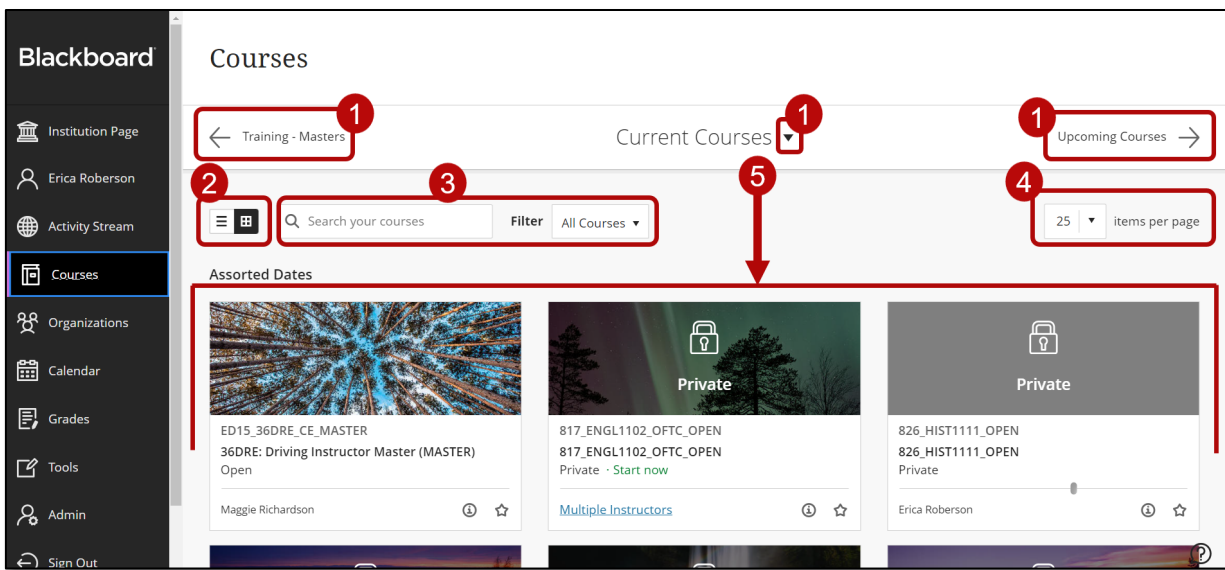 Blackboard
Institution Page
Erica Roberson
Activity Stream
Courses
Organizations
Calendar
Grades
Tools
Admin
Sign Out
Courses
1 1 1
Training - Masters Current Courses Upcoming Courses
2 3 5 4
Search your courses Filter All Courses 25 items per page
Assorted Dates
Private Private
ED15_36DRE_CE_MASTER 817_ENGL1102_OFTC_OPEN 826_HIST1111_OPEN
36DRE: Driving Instructor Master (MASTER) 817_ENGL1102_OFTC_OPEN 826_HIST1111_OPEN
Open Private · Start now Private
Maggie Richardson Multiple Instructors Erica Roberson